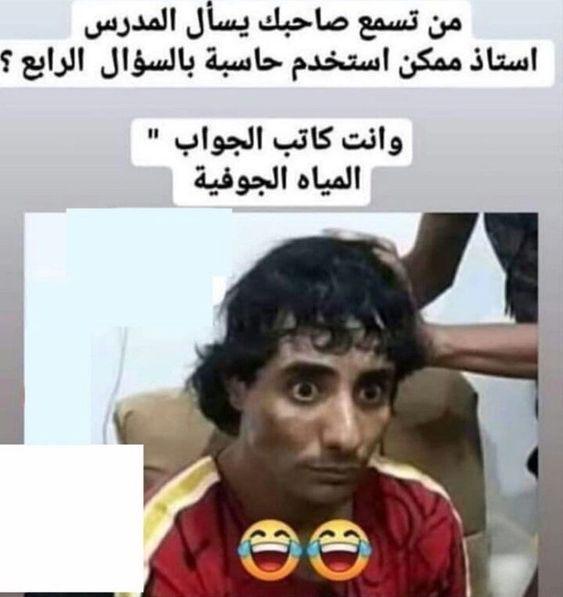 من تسمع صاحبك يسأل المدرس
استاذ ممكن استخدم حاسبة بالسؤال الرابع ؟
وانت كاتب الجواب "
المياه الجوفية